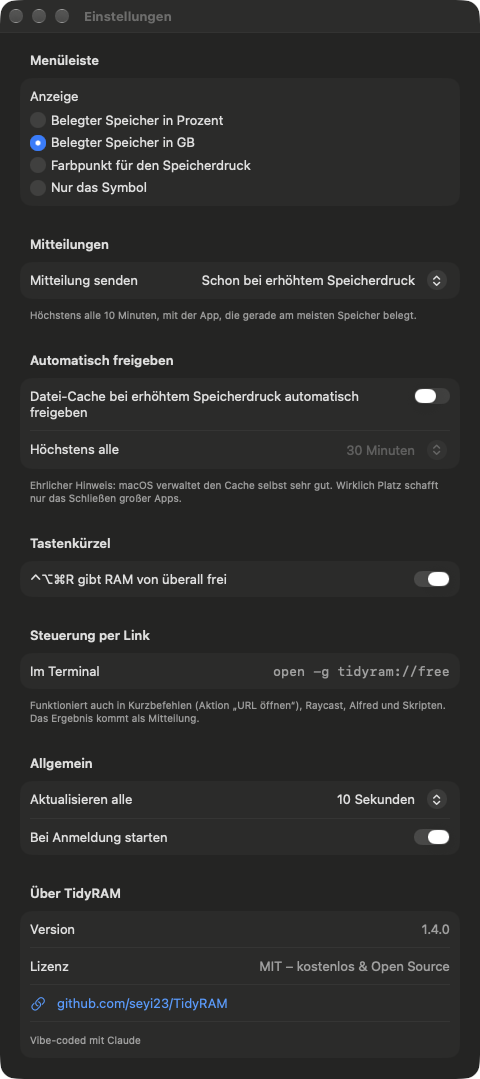 Einstellungen
Menüleiste
Anzeige
Belegter Speicher in Prozent
Belegter Speicher in GB
Farbpunkt für den Speicherdruck
Nur das Symbol
Mitteilungen
Mitteilung senden Schon bei erhöhtem Speicherdruck
Höchstens alle 10 Minuten, mit der App, die gerade am meisten Speicher belegt.
Automatisch freigeben
Datei-Cache bei erhöhtem Speicherdruck automatisch
freigeben
Höchstens alle 30 Minuten
Ehrlicher Hinweis: macOS verwaltet den Cache selbst sehr gut. Wirklich Platz schafft
nur das Schließen großer Apps.
Tastenkürzel
^⌥⌘R gibt RAM von überall frei
Steuerung per Link
Im Terminal open -g tidyram://free
Funktioniert auch in Kurzbefehlen (Aktion „URL öffnen“), Raycast, Alfred und Skripten.
Das Ergebnis kommt als Mitteilung.
Allgemein
Aktualisieren alle 10 Sekunden
Bei Anmeldung starten
Über TidyRAM
Version 1.4.0
Lizenz MIT – kostenlos & Open Source
github.com/seyi23/TidyRAM
Vibe-coded mit Claude